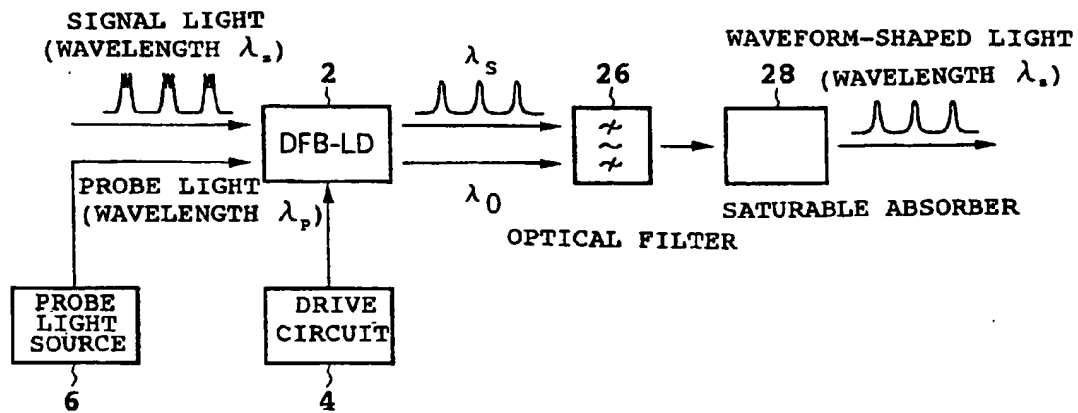 SIGNAL LIGHT
(WAVELENGTH λs)
WAVEFORM-SHAPED LIGHT
(WAVELENGTH λs)
2
λS
26
28
DFB-LD
PROBE LIGHT
(WAVELENGTH λp)
λ0
OPTICAL FILTER
SATURABLE ABSORBER
PROBE
LIGHT
SOURCE
DRIVE
CIRCUIT
6
4